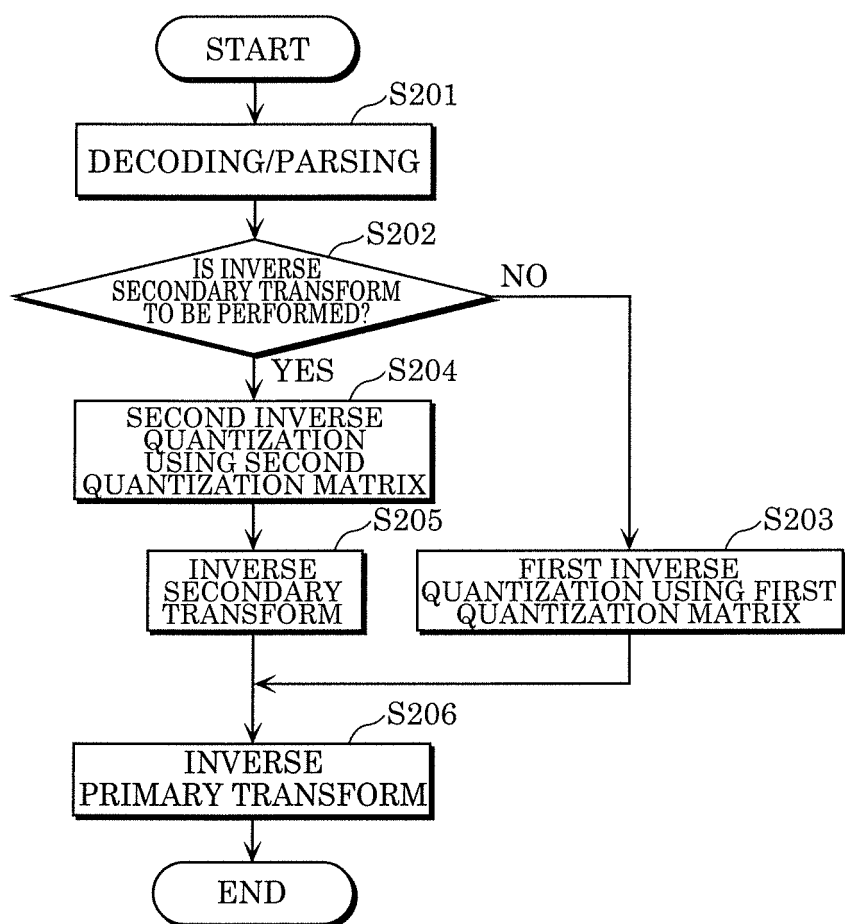 START
S201
DECODING/PARSING
S202
IS INVERSE
SECONDARY TRANSFORM
TO BE PERFORMED?
NO
YES
S204
SECOND INVERSE
QUANTIZATION
USING SECOND
QUANTIZATION MATRIX
S205
INVERSE
SECONDARY
TRANSFORM
S203
FIRST INVERSE
QUANTIZATION USING FIRST
QUANTIZATION MATRIX
S206
INVERSE
PRIMARY TRANSFORM
END